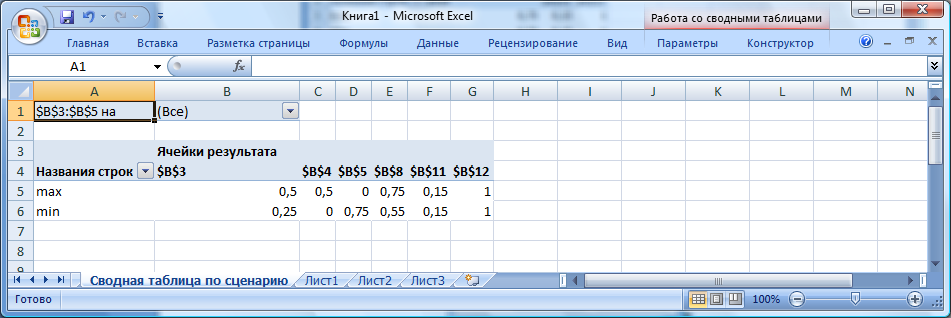 Книга1 - Microsoft Excel
Работа со сводными таблицами
Главная Вставка Разметка страницы Формулы Данные Рецензирование Вид Параметры Конструктор
A1 fx
A B C D E F G H I J K L M N
1 $B$3:$B$5 на (Все)
2
3 Ячейки результата
4 Названия строк $B$3 $B$4 $B$5 $B$8 $B$11 $B$12
5 max 0,5 0,5 0 0,75 0,15 1
6 min 0,25 0 0,75 0,55 0,15 1
7
8
Сводная таблица по сценарию Лист1 Лист2 Лист3
Готово 100%